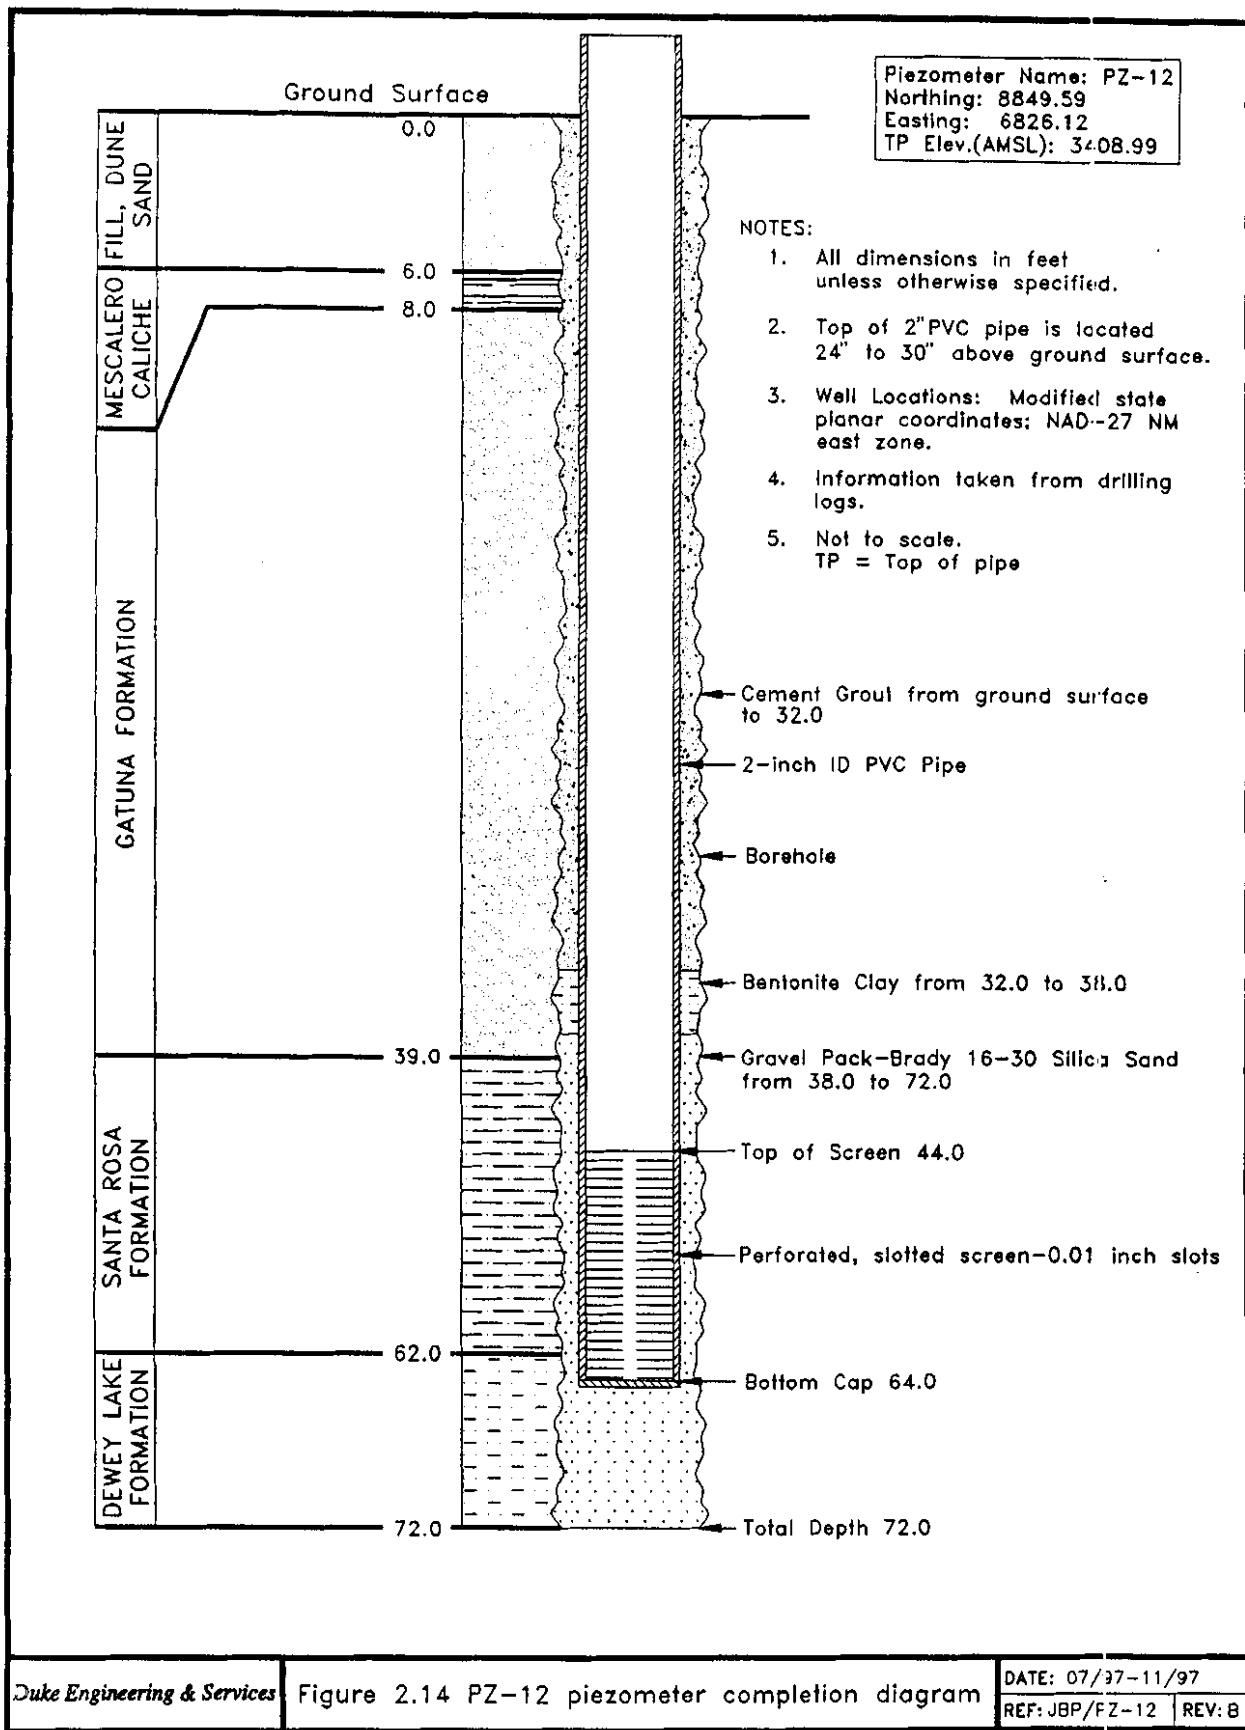 Ground Surface
0.0
Piezometer Name: PZ-12
Northing: 8849.59
Easting: 6826.12
TP Elev.(AMSL): 3408.99
FILL, DUNE
SAND
6.0
MESCALERO
CALICHE
8.0
NOTES:
1. All dimensions in feet
unless otherwise specified.
2. Top of 2" PVC pipe is located
24" to 30" above ground surface.
3. Well Locations: Modified state
planar coordinates; NAD-27 NM
east zone.
4. Information taken from drilling
logs.
5. Not to scale.
TP = Top of pipe
GATUNA FORMATION
Cement Grout from ground surface
to 32.0
2-inch ID PVC Pipe
Borehole
Bentonite Clay from 32.0 to 38.0
39.0
Gravel Pack-Brady 16-30 Silica Sand
from 38.0 to 72.0
SANTA ROSA
FORMATION
Top of Screen 44.0
Perforated, slotted screen-0.01 inch slots
62.0
Bottom Cap 64.0
DEWEY LAKE
FORMATION
72.0
Total Depth 72.0
Duke Engineering & Services
Figure 2.14 PZ-12 piezometer completion diagram
DATE: 07/97-11/97
REF: JBP/PZ-12
REV: B